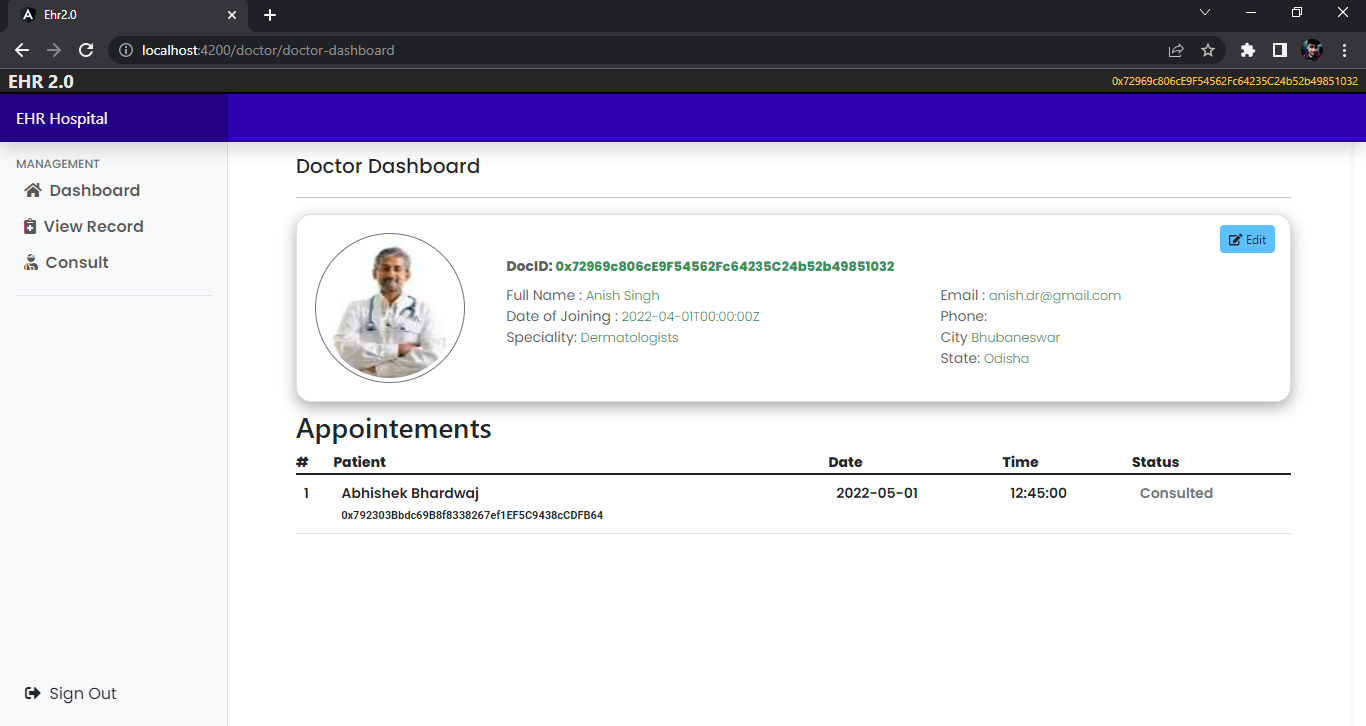 Ehr2.0
localhost:4200/doctor/doctor-dashboard
EHR 2.0
0x72969c806cE9F54562Fc64235C24b52b49851032
EHR Hospital
MANAGEMENT
Dashboard
View Record
Consult
Sign Out
Doctor Dashboard
Edit
DocID: 0x72969c806cE9F54562Fc64235C24b52b49851032
Full Name : Anish Singh
Date of Joining : 2022-04-01T00:00:00Z
Speciality: Dermatologists
Email : anish.dr@gmail.com
Phone:
City Bhubaneswar
State: Odisha
Appointements
# Patient Date Time Status
1 Abhishek Bhardwaj 2022-05-01 12:45:00 Consulted
0x792303Bbdc69B8f8338267ef1EF5C9438cCDFB64